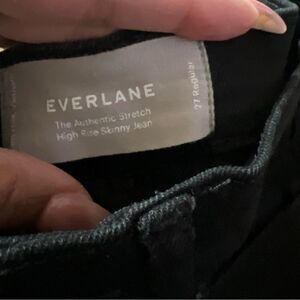 EVERLANE
The Authentic Stretch
High Rise Skinny Jean
27 Regular